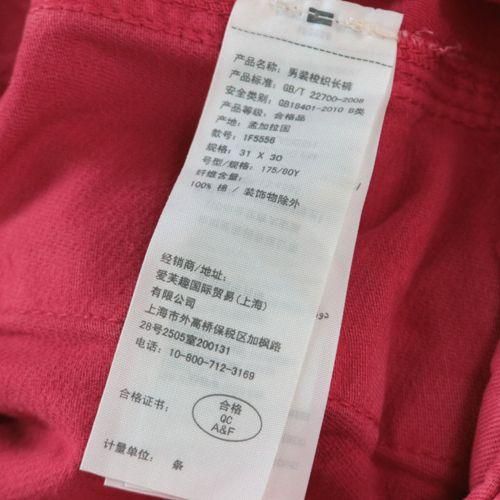 产品名称: 男装梭织长裤
产品标准: GB/T 22700-2008
安全类别: GB18401-2010 B类
产品等级: 合格品
产地: 孟加拉国
款号: 1F5556
规格: 31 X 30
号型/规格: 175/80Y
纤维含量:
100% 棉 / 装饰物除外
经销商/地址:
爱芙趣国际贸易(上海)
上海市外高桥保税区加枫路
28号2505室200131
电话: 10-800-712-3169
合格证书:
合格
QC
A&F
计量单位: 条